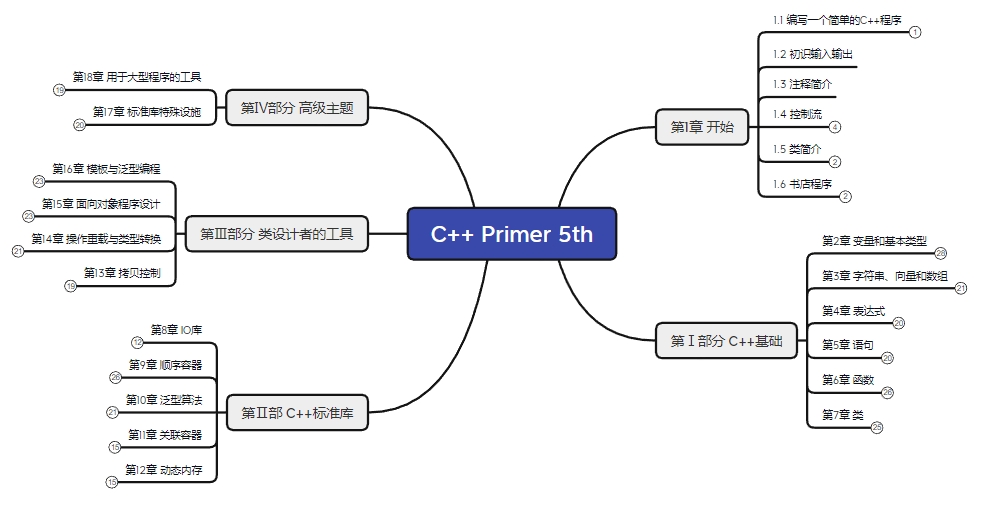 C++ Primer 5th
第1章 开始
1.1 编写一个简单的C++程序
1
1.2 初识输入输出
1.3 注释简介
1.4 控制流
4
1.5 类简介
2
1.6 书店程序
2
第Ⅰ部分 C++基础
第2章 变量和基本类型
28
第3章 字符串、向量和数组
21
第4章 表达式
20
第5章 语句
20
第6章 函数
26
第7章 类
25
第Ⅱ部 C++标准库
第8章 IO库
12
第9章 顺序容器
26
第10章 泛型算法
21
第11章 关联容器
15
第12章 动态内存
15
第Ⅲ部分 类设计者的工具
第16章 模板与泛型编程
23
第15章 面向对象程序设计
23
第14章 操作重载与类型转换
21
第13章 拷贝控制
19
第Ⅳ部分 高级主题
第18章 用于大型程序的工具
19
第17章 标准库特殊设施
20